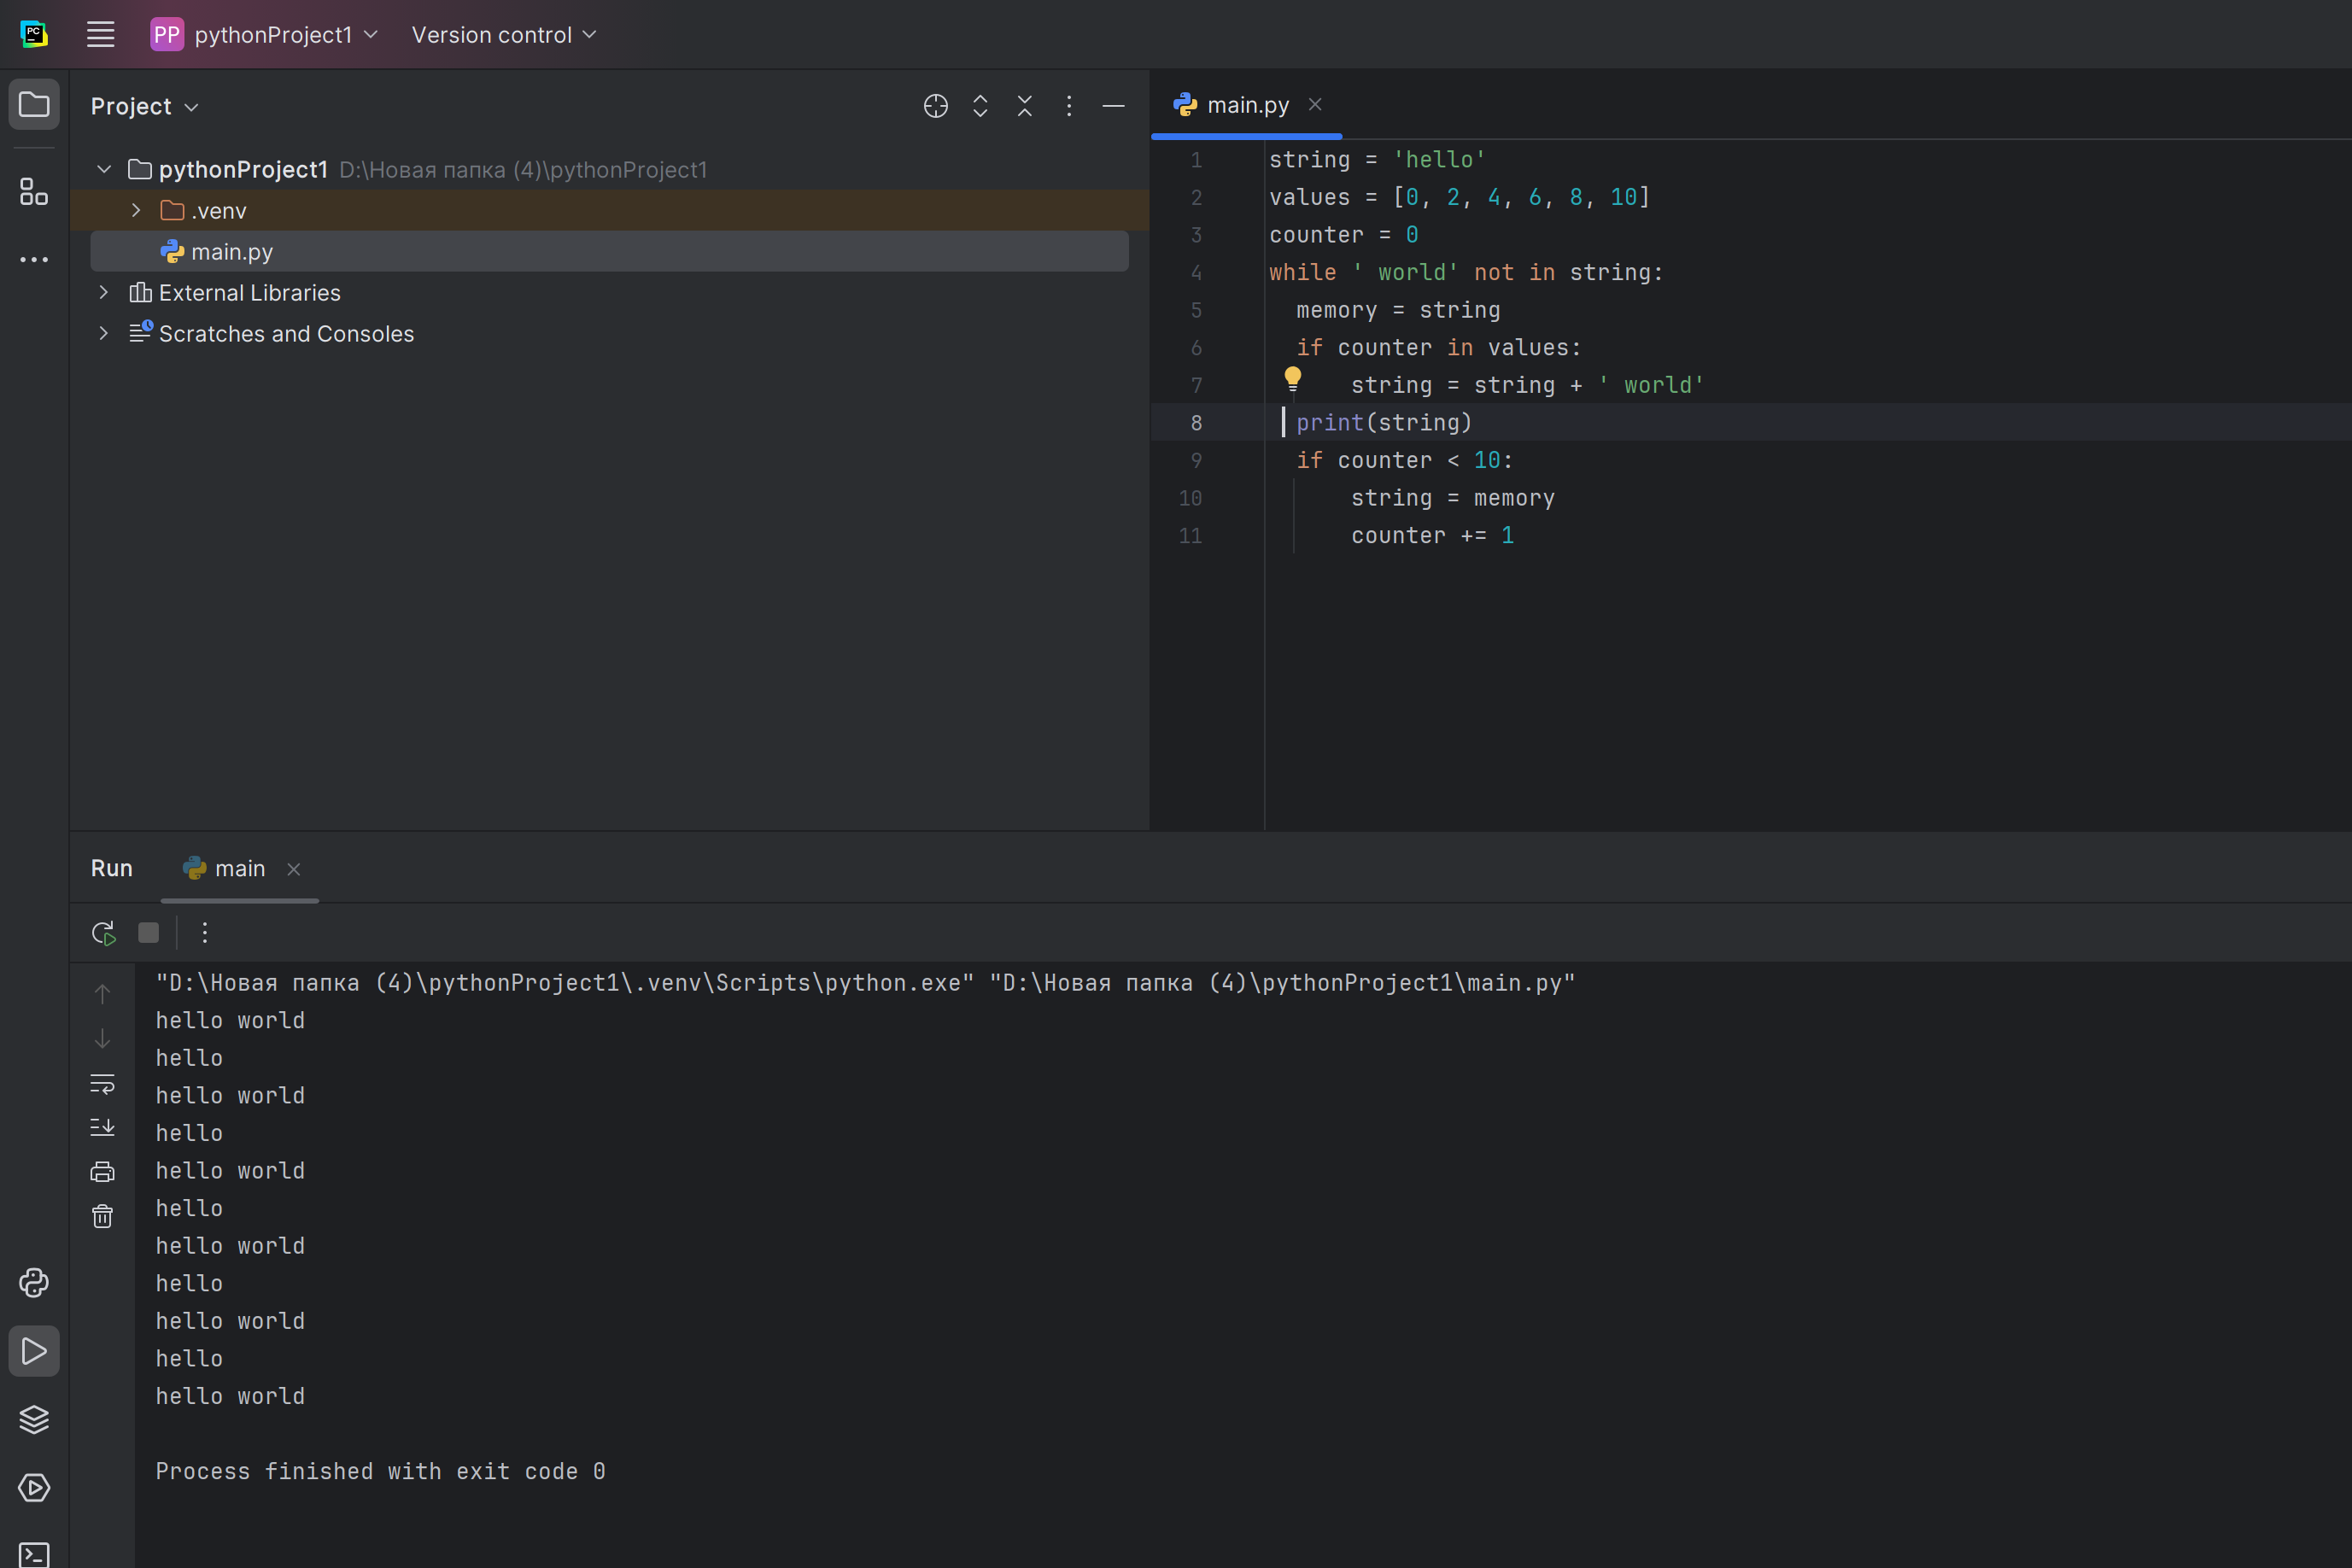 PC
PP pythonProject1 Version control
Project
pythonProject1 D:\Новая папка (4)\pythonProject1
.venv
main.py
External Libraries
Scratches and Consoles
main.py
1 string = 'hello'
2 values = [0, 2, 4, 6, 8, 10]
3 counter = 0
4 while ' world' not in string:
5   memory = string
6   if counter in values:
7       string = string + ' world'
8   print(string)
9   if counter < 10:
10       string = memory
11       counter += 1
Run main
"D:\Новая папка (4)\pythonProject1\.venv\Scripts\python.exe" "D:\Новая папка (4)\pythonProject1\main.py"
hello world
hello
hello world
hello
hello world
hello
hello world
hello
hello world
hello
hello world
Process finished with exit code 0